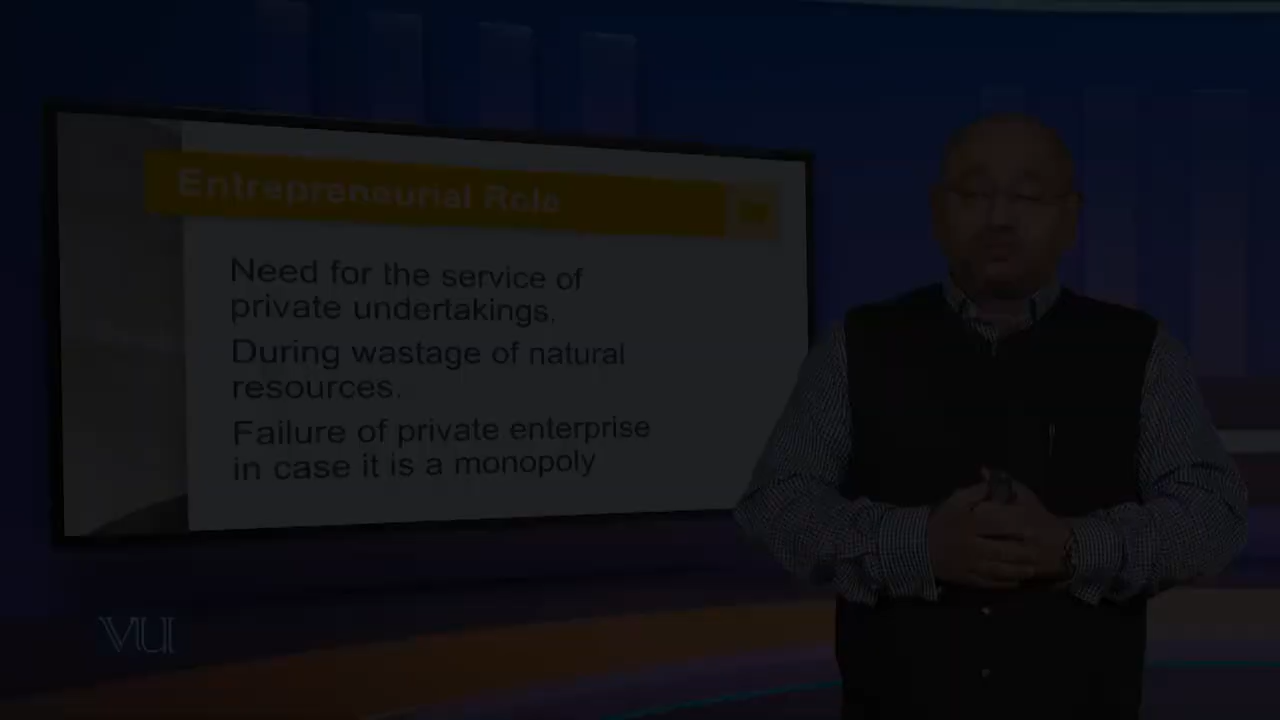 Entrepreneurial Role
Need for the service of
private undertakings.
During wastage of natural
resources.
Failure of private enterprise
in case it is a monopoly
VU